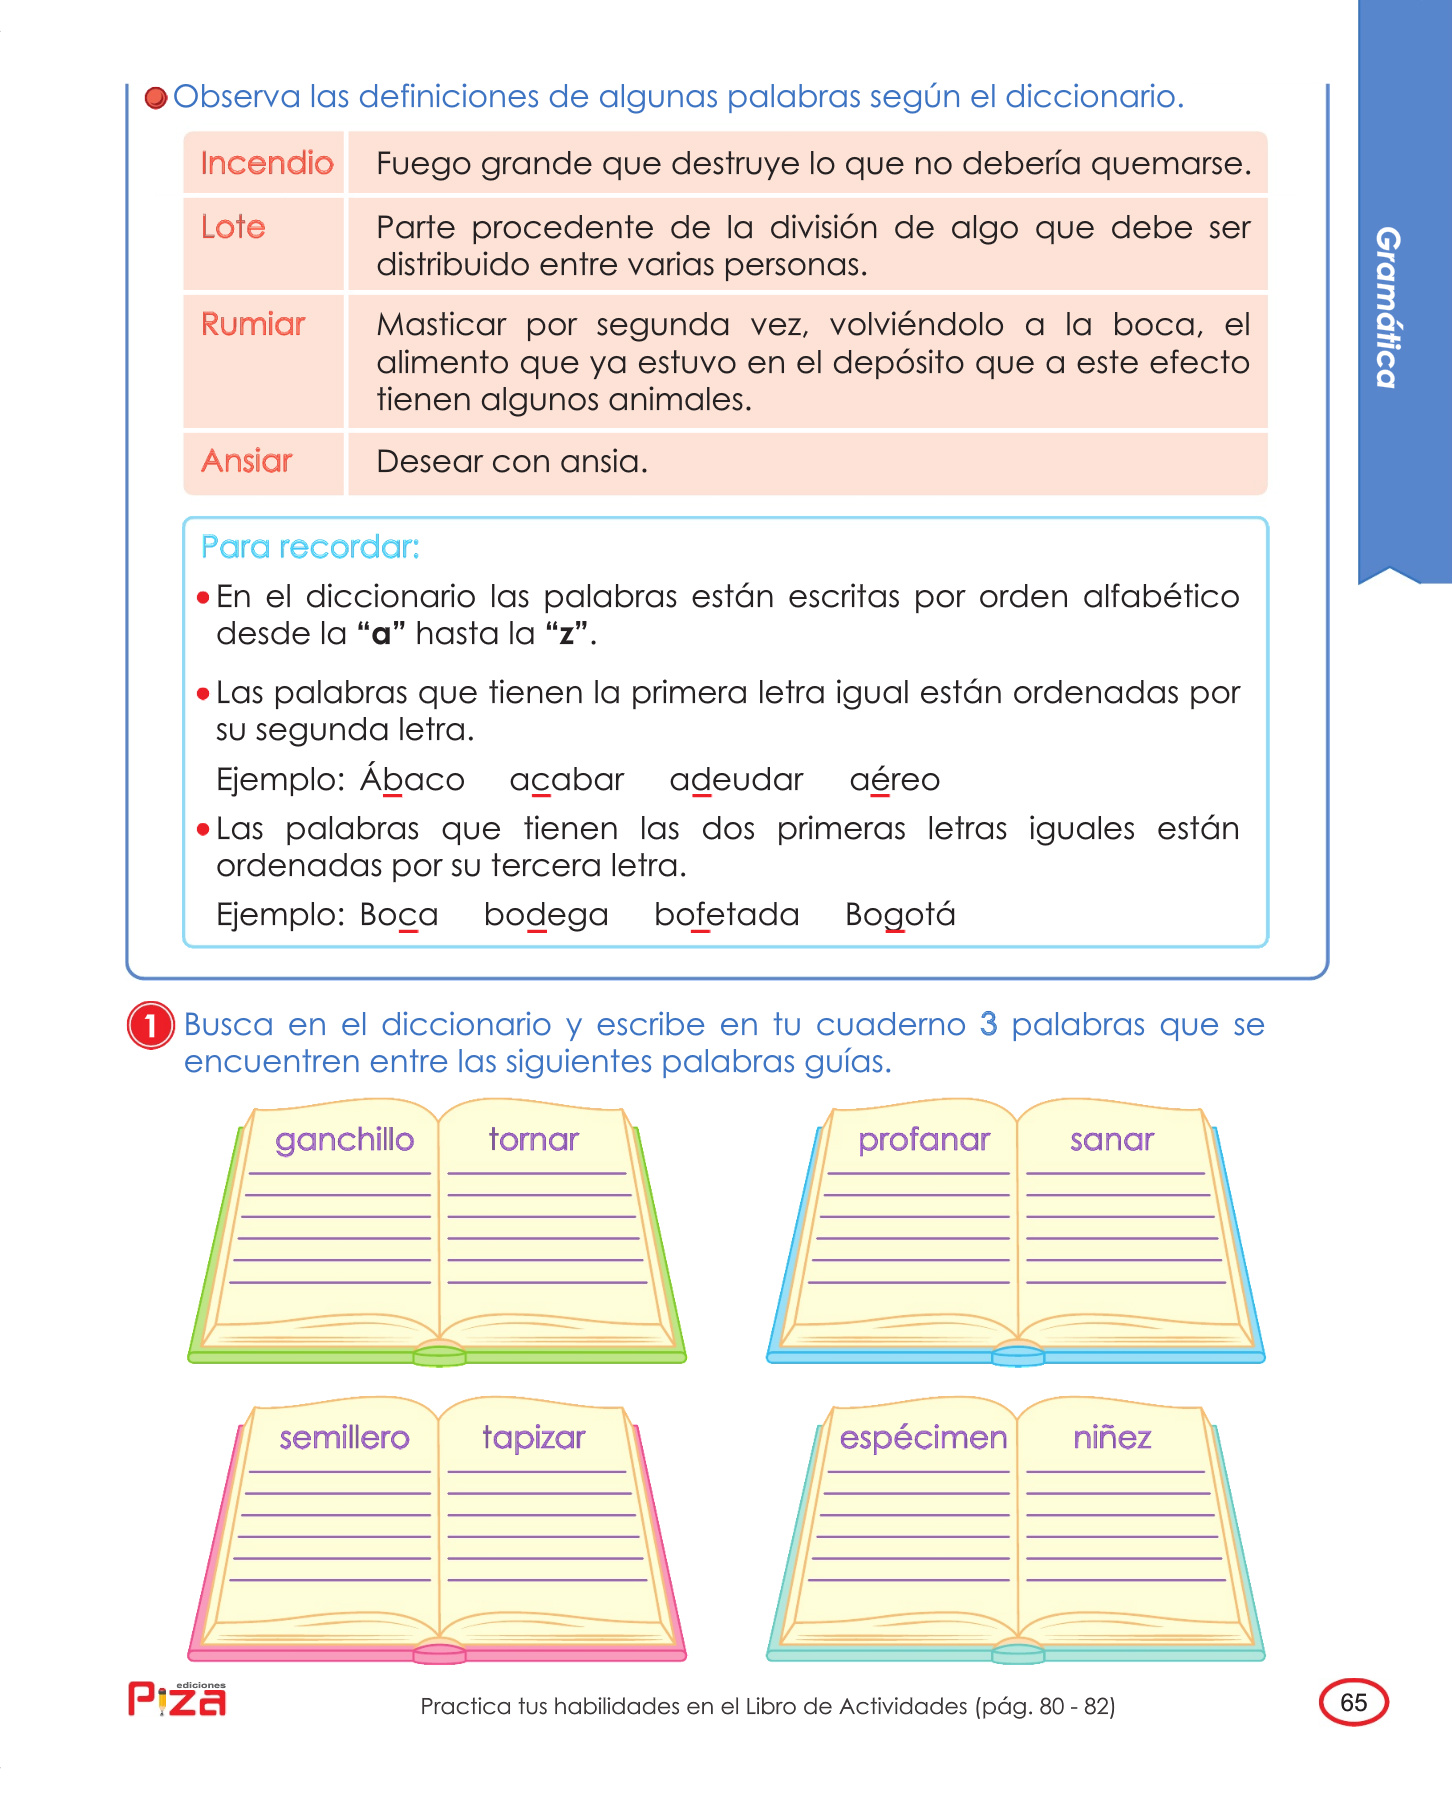 Observa las definiciones de algunas palabras según el diccionario.
Incendio Fuego grande que destruye lo que no debería quemarse.
Lote Parte procedente de la división de algo que debe ser
distribuido entre varias personas.
Rumiar Masticar por segunda vez, volviéndolo a la boca, el
alimento que ya estuvo en el depósito que a este efecto
tienen algunos animales.
Ansiar Desear con ansia.
Gramática
Para recordar:
• En el diccionario las palabras están escritas por orden alfabético
desde la “a” hasta la “z”.
• Las palabras que tienen la primera letra igual están ordenadas por
su segunda letra.
Ejemplo: Ábaco acabar adeudar aéreo
• Las palabras que tienen las dos primeras letras iguales están
ordenadas por su tercera letra.
Ejemplo: Boca bodega bofetada Bogotá
1 Busca en el diccionario y escribe en tu cuaderno 3 palabras que se
encuentren entre las siguientes palabras guías.
ganchillo tornar profanar sanar
semillero tapizar espécimen niñez
ediciones
Piza
Practica tus habilidades en el Libro de Actividades (pág. 80 - 82)
65